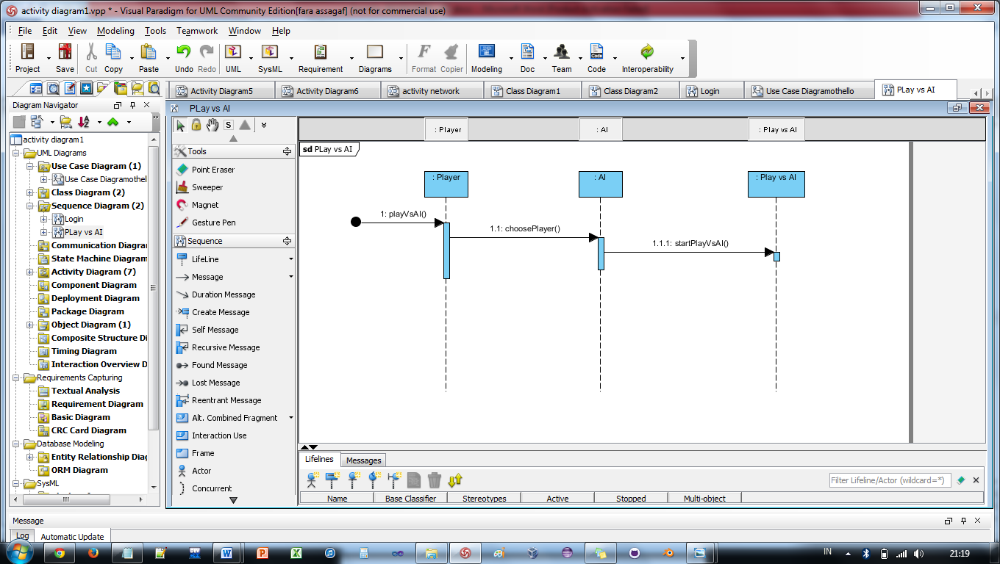 activity diagram1.vpp * - Visual Paradigm for UML Community Edition[fara assagaf] (not for commercial use)
File Edit View Modeling Tools Teamwork Window Help
Project Save Cut Copy Paste Undo Redo UML SysML Requirement Diagrams Format Copier Modeling Doc Team Code Interoperability
Activity Diagram5 Activity Diagram6 activity network Class Diagram1 Class Diagram2 Login Use Case Diagramothello PLay vs AI
Diagram Navigator
activity diagram1
UML Diagrams
Use Case Diagram (1)
Use Case Diagramothel
Class Diagram (2)
Sequence Diagram (2)
Login
PLay vs AI
Communication Diagra
State Machine Diagram
Activity Diagram (7)
Component Diagram
Deployment Diagram
Package Diagram
Object Diagram (1)
Composite Structure Di
Timing Diagram
Interaction Overview D
Requirements Capturing
Textual Analysis
Requirement Diagram
Basic Diagram
CRC Card Diagram
Database Modeling
Entity Relationship Diag
ORM Diagram
SysML
PLay vs AI
S
Tools
Point Eraser
Sweeper
Magnet
Gesture Pen
Sequence
LifeLine
Message
Duration Message
Create Message
Self Message
Recursive Message
Found Message
Lost Message
Reentrant Message
Alt. Combined Fragment
Interaction Use
Frame
Actor
Concurrent
: Player : AI : Play vs AI
sd PLay vs AI
: Player : AI : Play vs AI
1: playVsAI()
1.1: choosePlayer()
1.1.1: startPlayVsAI()
Lifelines Messages
Filter Lifeline/Actor (wildcard=*)
Name Base Classifier Stereotypes Active Stopped Multi-object
Message
Log Automatic Update
IN 21:19